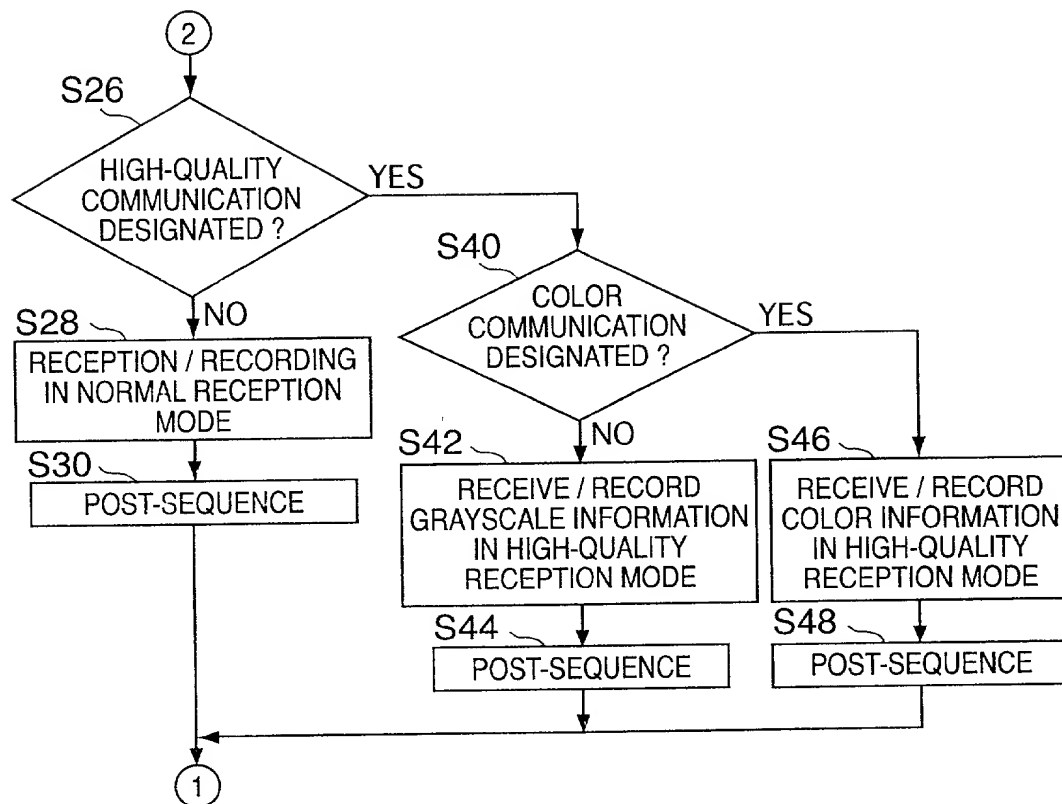 2
S26
HIGH-QUALITY
COMMUNICATION
DESIGNATED ?
YES
NO
S40
COLOR
COMMUNICATION
DESIGNATED ?
YES
NO
S28
RECEPTION / RECORDING
IN NORMAL RECEPTION
MODE
S30
POST-SEQUENCE
S42
RECEIVE / RECORD
GRAYSCALE INFORMATION
IN HIGH-QUALITY
RECEPTION MODE
S44
POST-SEQUENCE
S46
RECEIVE / RECORD
COLOR INFORMATION
IN HIGH-QUALITY
RECEPTION MODE
S48
POST-SEQUENCE
1